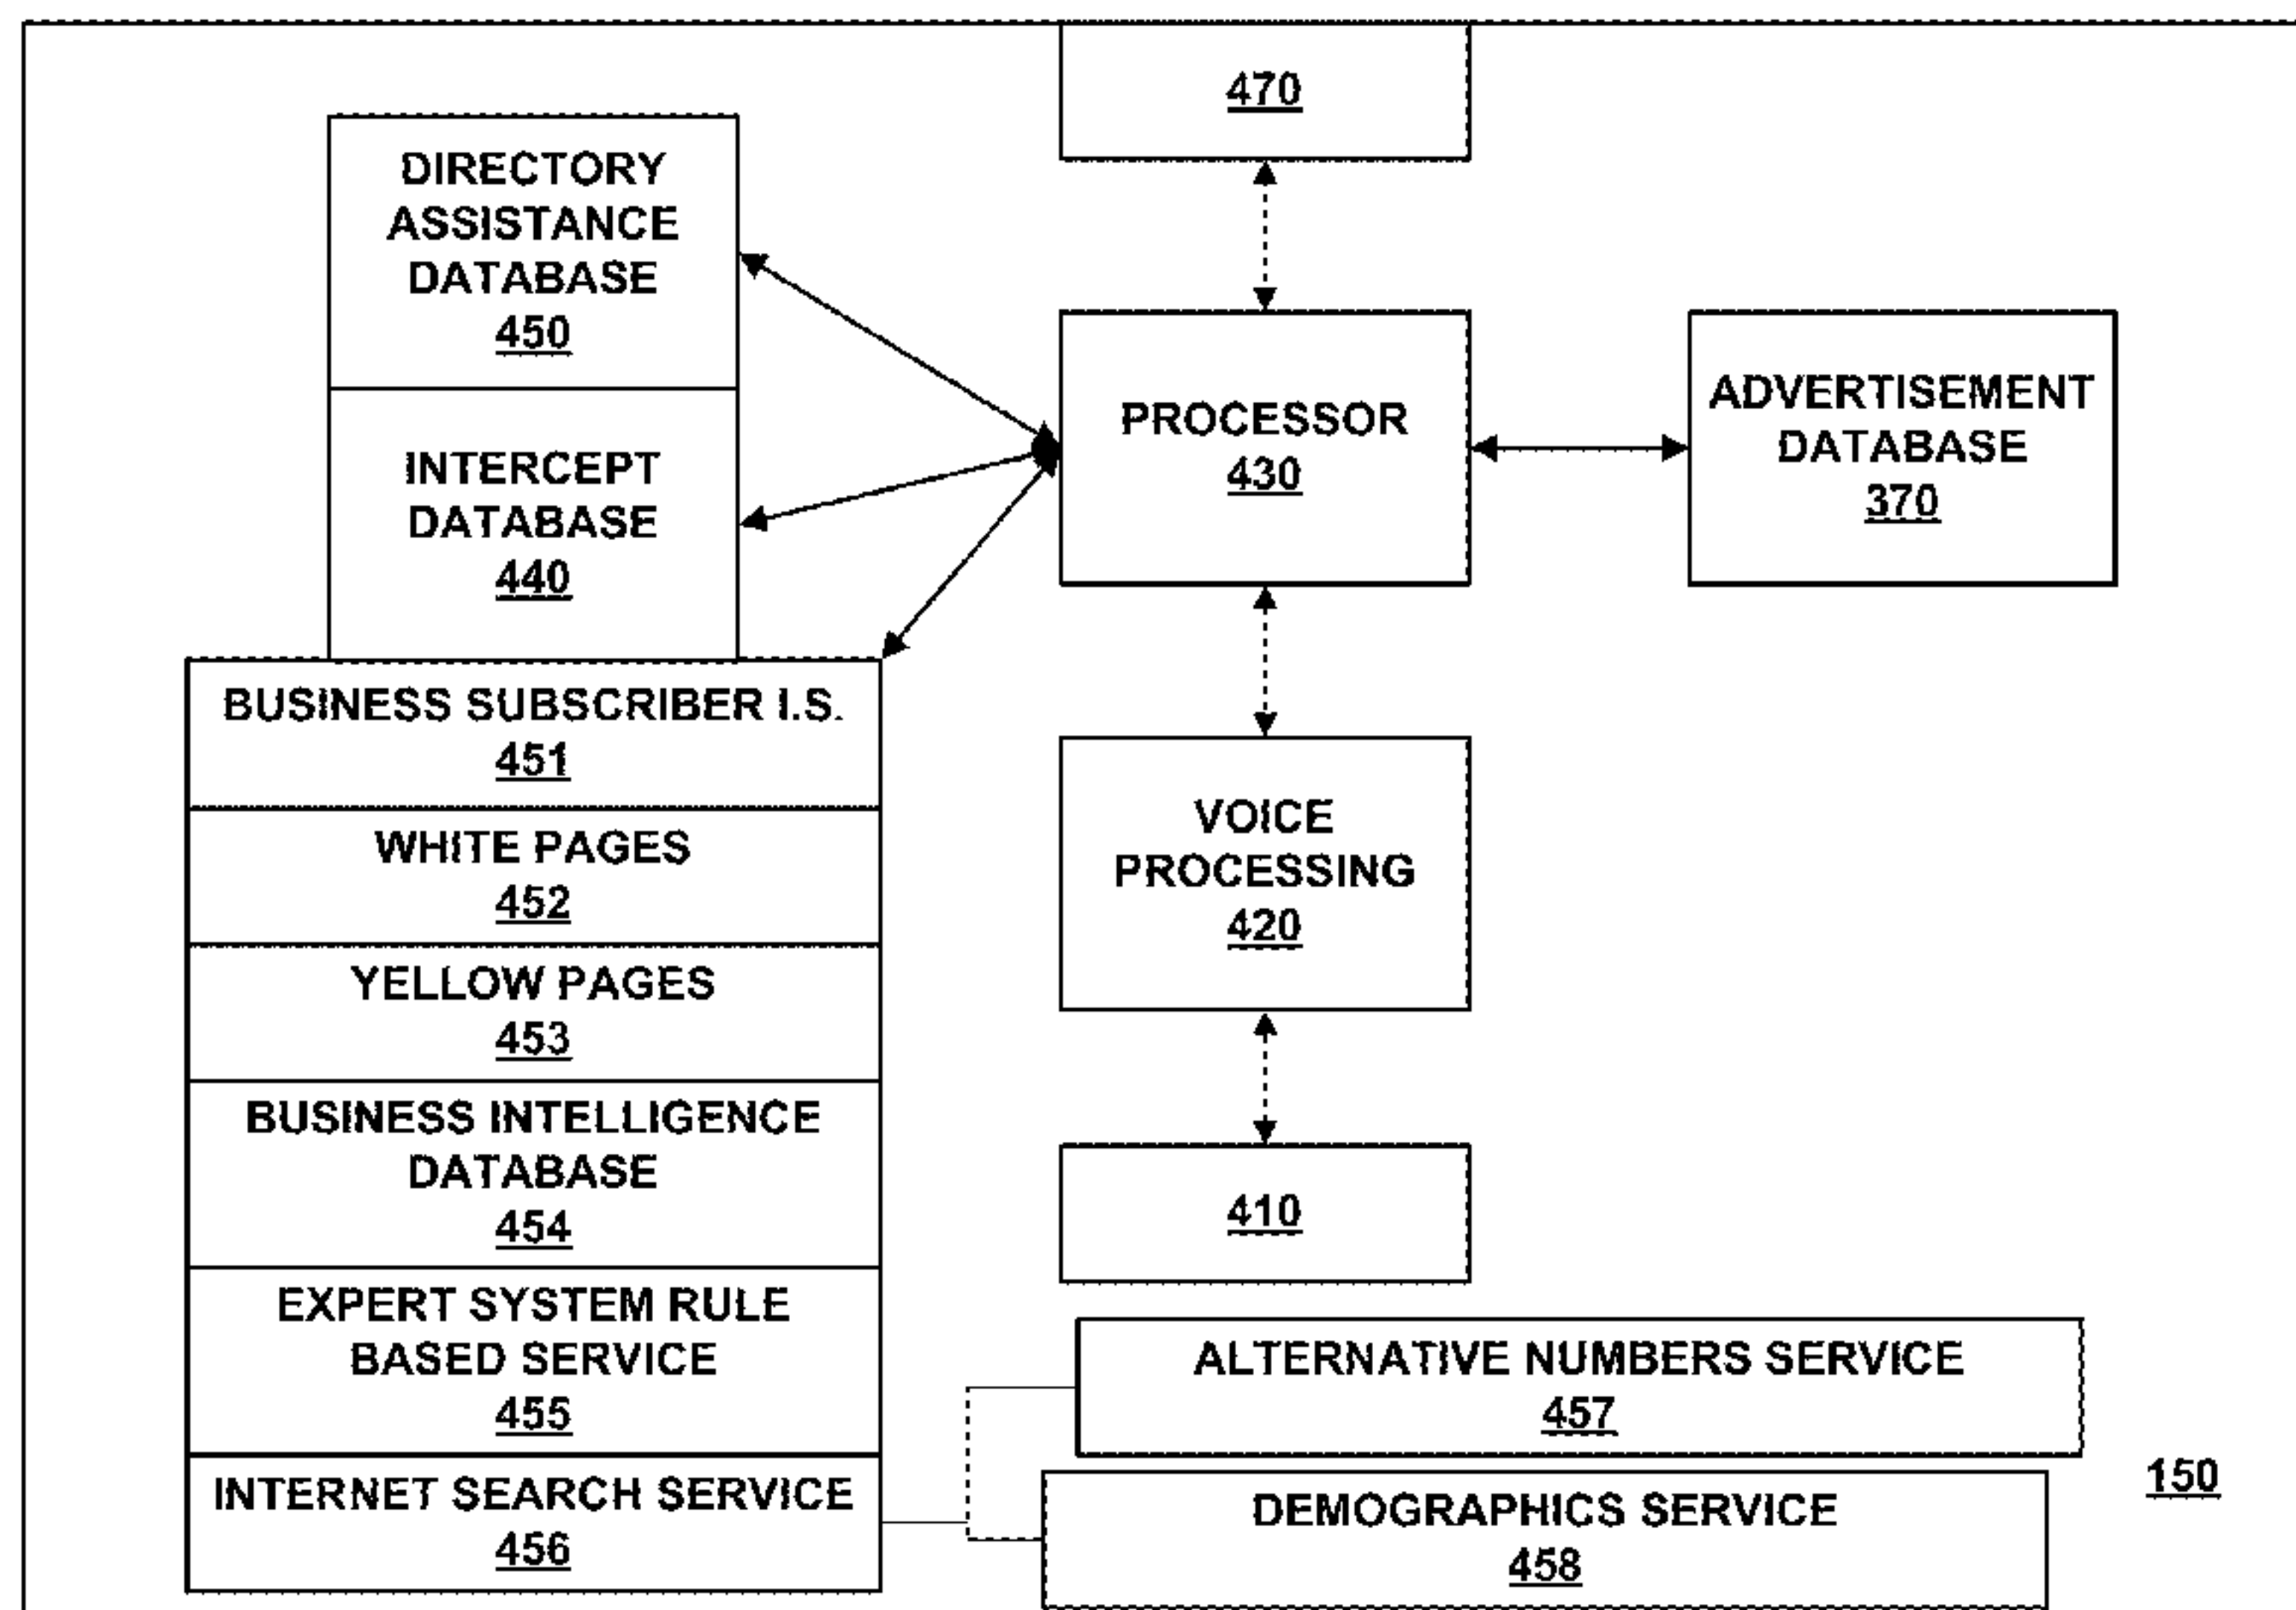 470
DIRECTORY
ASSISTANCE
DATABASE
450
INTERCEPT
DATABASE
440
PROCESSOR
430
ADVERTISEMENT
DATABASE
370
BUSINESS SUBSCRIBER I.S.
451
WHITE PAGES
452
YELLOW PAGES
453
BUSINESS INTELLIGENCE
DATABASE
454
EXPERT SYSTEM RULE
BASED SERVICE
455
INTERNET SEARCH SERVICE
456
VOICE
PROCESSING
420
410
ALTERNATIVE NUMBERS SERVICE
457
DEMOGRAPHICS SERVICE
458
150